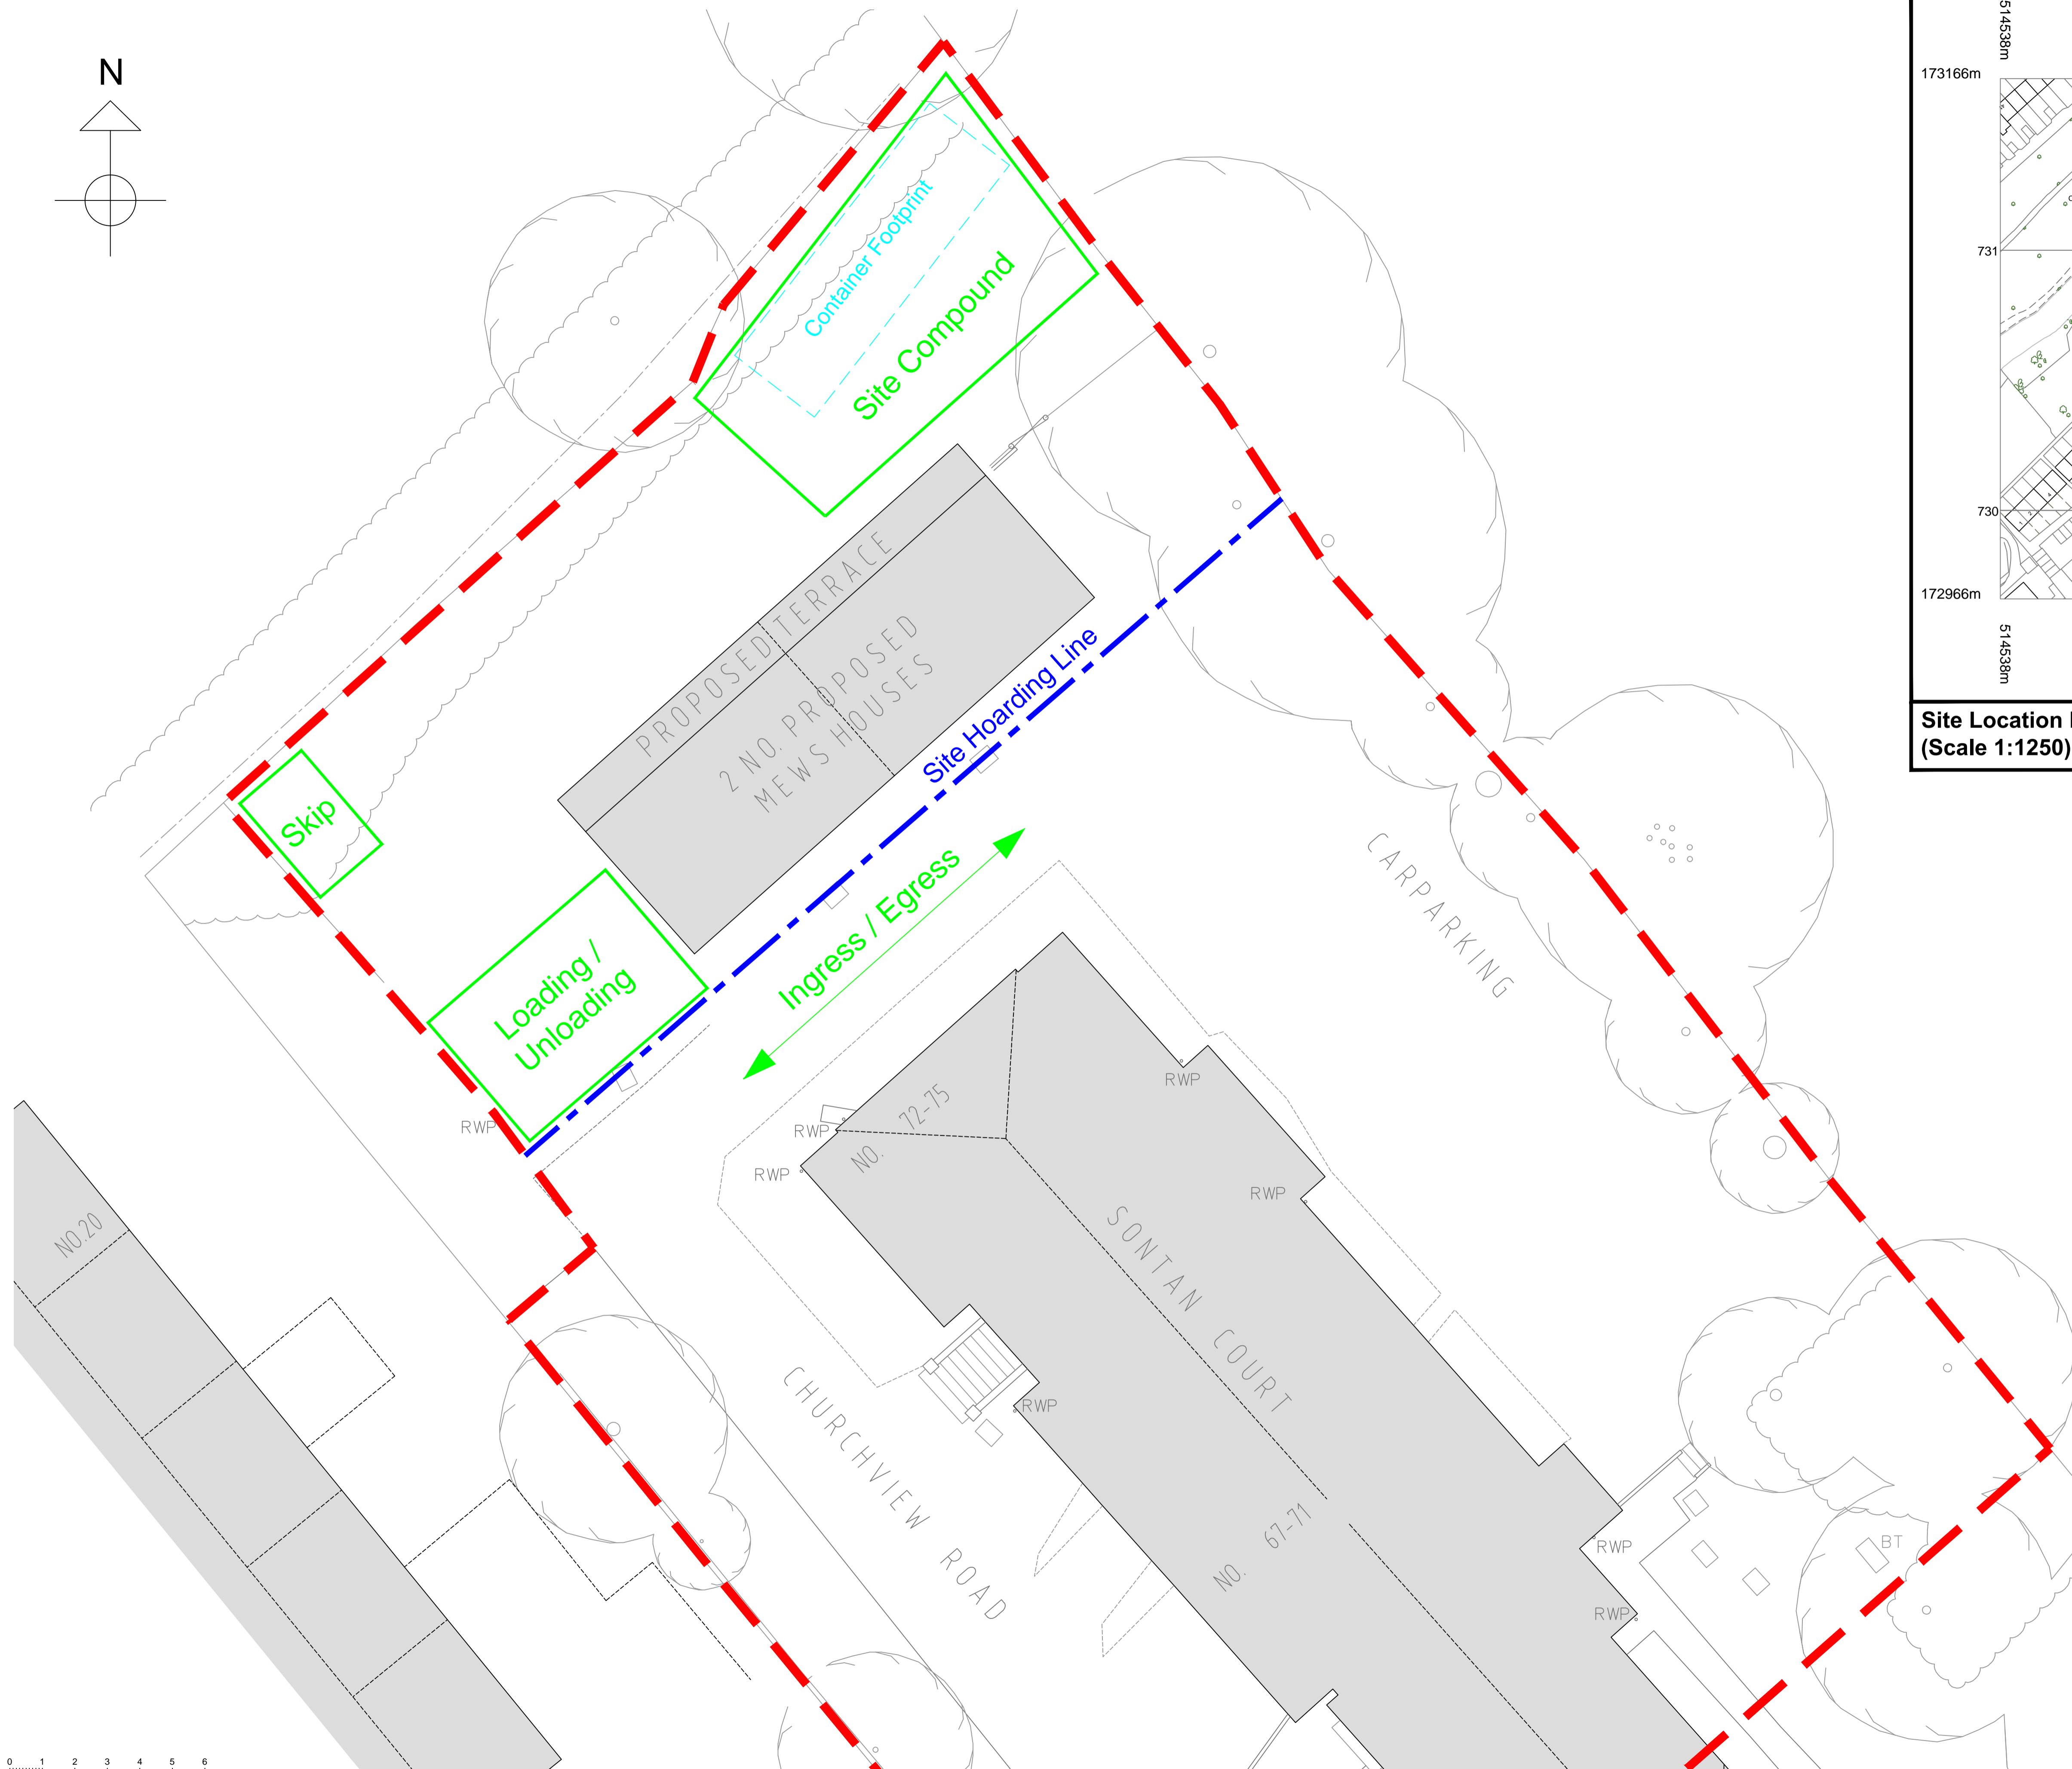 N
514538m
173166m
731
730
172966m
514538m
Site Location
(Scale 1:1250)
Container Footprint
Site Compound
PROPOSED TERRACE
2 NO. PROPOSED
MEWS HOUSES
Site Hoarding Line
Skip
Loading /
Unloading
Ingress / Egress
CARPARKING
RWP
RWP
RWP
RWP
RWP
NO. 72-75
SONTAN COURT
NO.20
CHURCHVIEW ROAD
RWP
NO. 67-71
RWP
BT
RWP
0 1 2 3 4 5 6